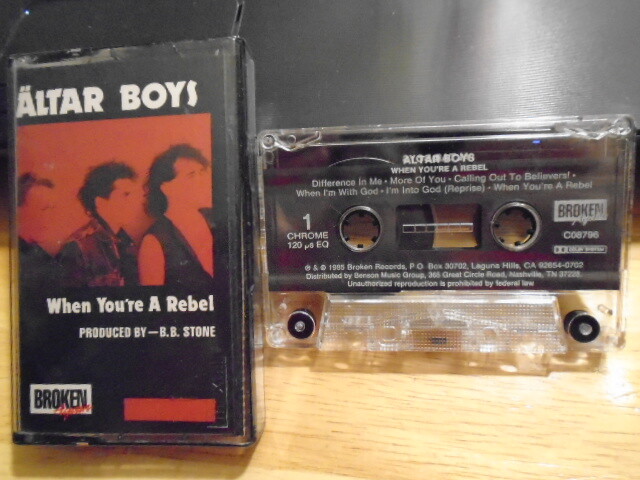 ÄLTAR BOYS
When You're A Rebel
PRODUCED BY—B.B. STONE
BROKEN
ÄLTAR BOYS
WHEN YOU'RE A REBEL
Difference In Me • More Of You • Calling Out To Believers! •
When I'm With God • I'm Into God (Reprise) • When You're A Rebel
1
CHROME
120 µs EQ
BROKEN
C08796
DOLBY SYSTEM
℗ & © 1995 Broken Records, P.O. Box 30702, Laguna Hills, CA 92654-0702
Distributed by Benson Music Group, 365 Great Circle Road, Nashville, TN 37228.
Unauthorized reproduction is prohibited by federal law